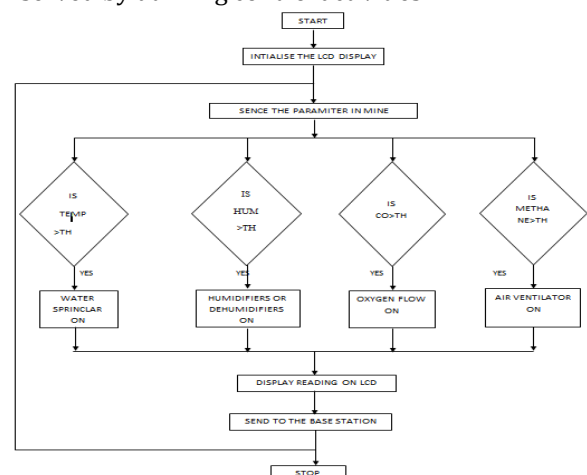 START
INTIALISE THE LCD DISPLAY
SENCE THE PARAMITER IN MINE
IS
TEMP
>TH
IS
HUM
>TH
IS
CO>TH
IS
METHA
NE>TH
YES
YES
YES
YES
WATER
SPRINCLAR
ON
HUMIDIFIERS OR
DEHUMIDIFIERS
ON
OXYGEN FLOW
ON
AIR VENTILATOR
ON
DISPLAY READING ON LCD
SEND TO THE BASE STATION
STOP